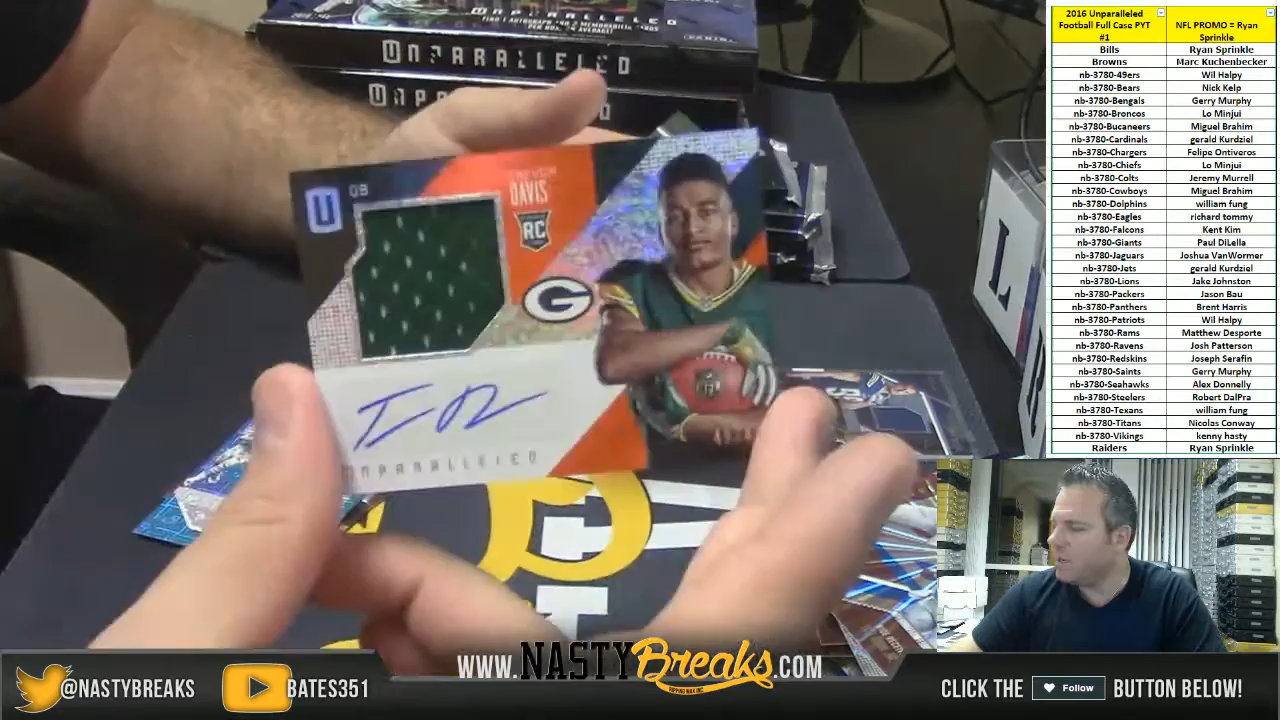 UNPARALLELED
FIND 1 AUTOGRAPH
PER BOX,
UNPARALLELED
U
TREVOR
DAVIS
RC
G
UNPARALLELED
L
2016 Unparalleled
Football Full Case PYT
#1
NFL PROMO = Ryan
Sprinkle
Bills Ryan Sprinkle
Browns Marc Kuchenbecker
nb-3780-49ers Wil Halpy
nb-3780-Bears Nick Kelp
nb-3780-Bengals Gerry Murphy
nb-3780-Broncos Lo Minjui
nb-3780-Bucaneers Miguel Brahim
nb-3780-Cardinals gerald Kurdziel
nb-3780-Chargers Felipe Ontiveros
nb-3780-Chiefs Lo Minjui
nb-3780-Colts Jeremy Murrell
nb-3780-Cowboys Miguel Brahim
nb-3780-Dolphins william fung
nb-3780-Eagles richard tommy
nb-3780-Falcons Kent Kim
nb-3780-Giants Paul DiLella
nb-3780-Jaguars Joshua VanWormer
nb-3780-Jets gerald Kurdziel
nb-3780-Lions Jake Johnston
nb-3780-Packers Jason Bau
nb-3780-Panthers Brent Harris
nb-3780-Patriots Wil Halpy
nb-3780-Rams Matthew Desporte
nb-3780-Ravens Josh Patterson
nb-3780-Redskins Joseph Serafin
nb-3780-Saints Gerry Murphy
nb-3780-Seahawks Alex Donnelly
nb-3780-Steelers Robert DalPra
nb-3780-Texans william fung
nb-3780-Titans Nicolas Conway
nb-3780-Vikings kenny hasty
Raiders Ryan Sprinkle
@NASTYBREAKS
BATES351
WWW.NASTYBreaks.COM
RIPPING WAX INC.
CLICK THE Follow BUTTON BELOW!